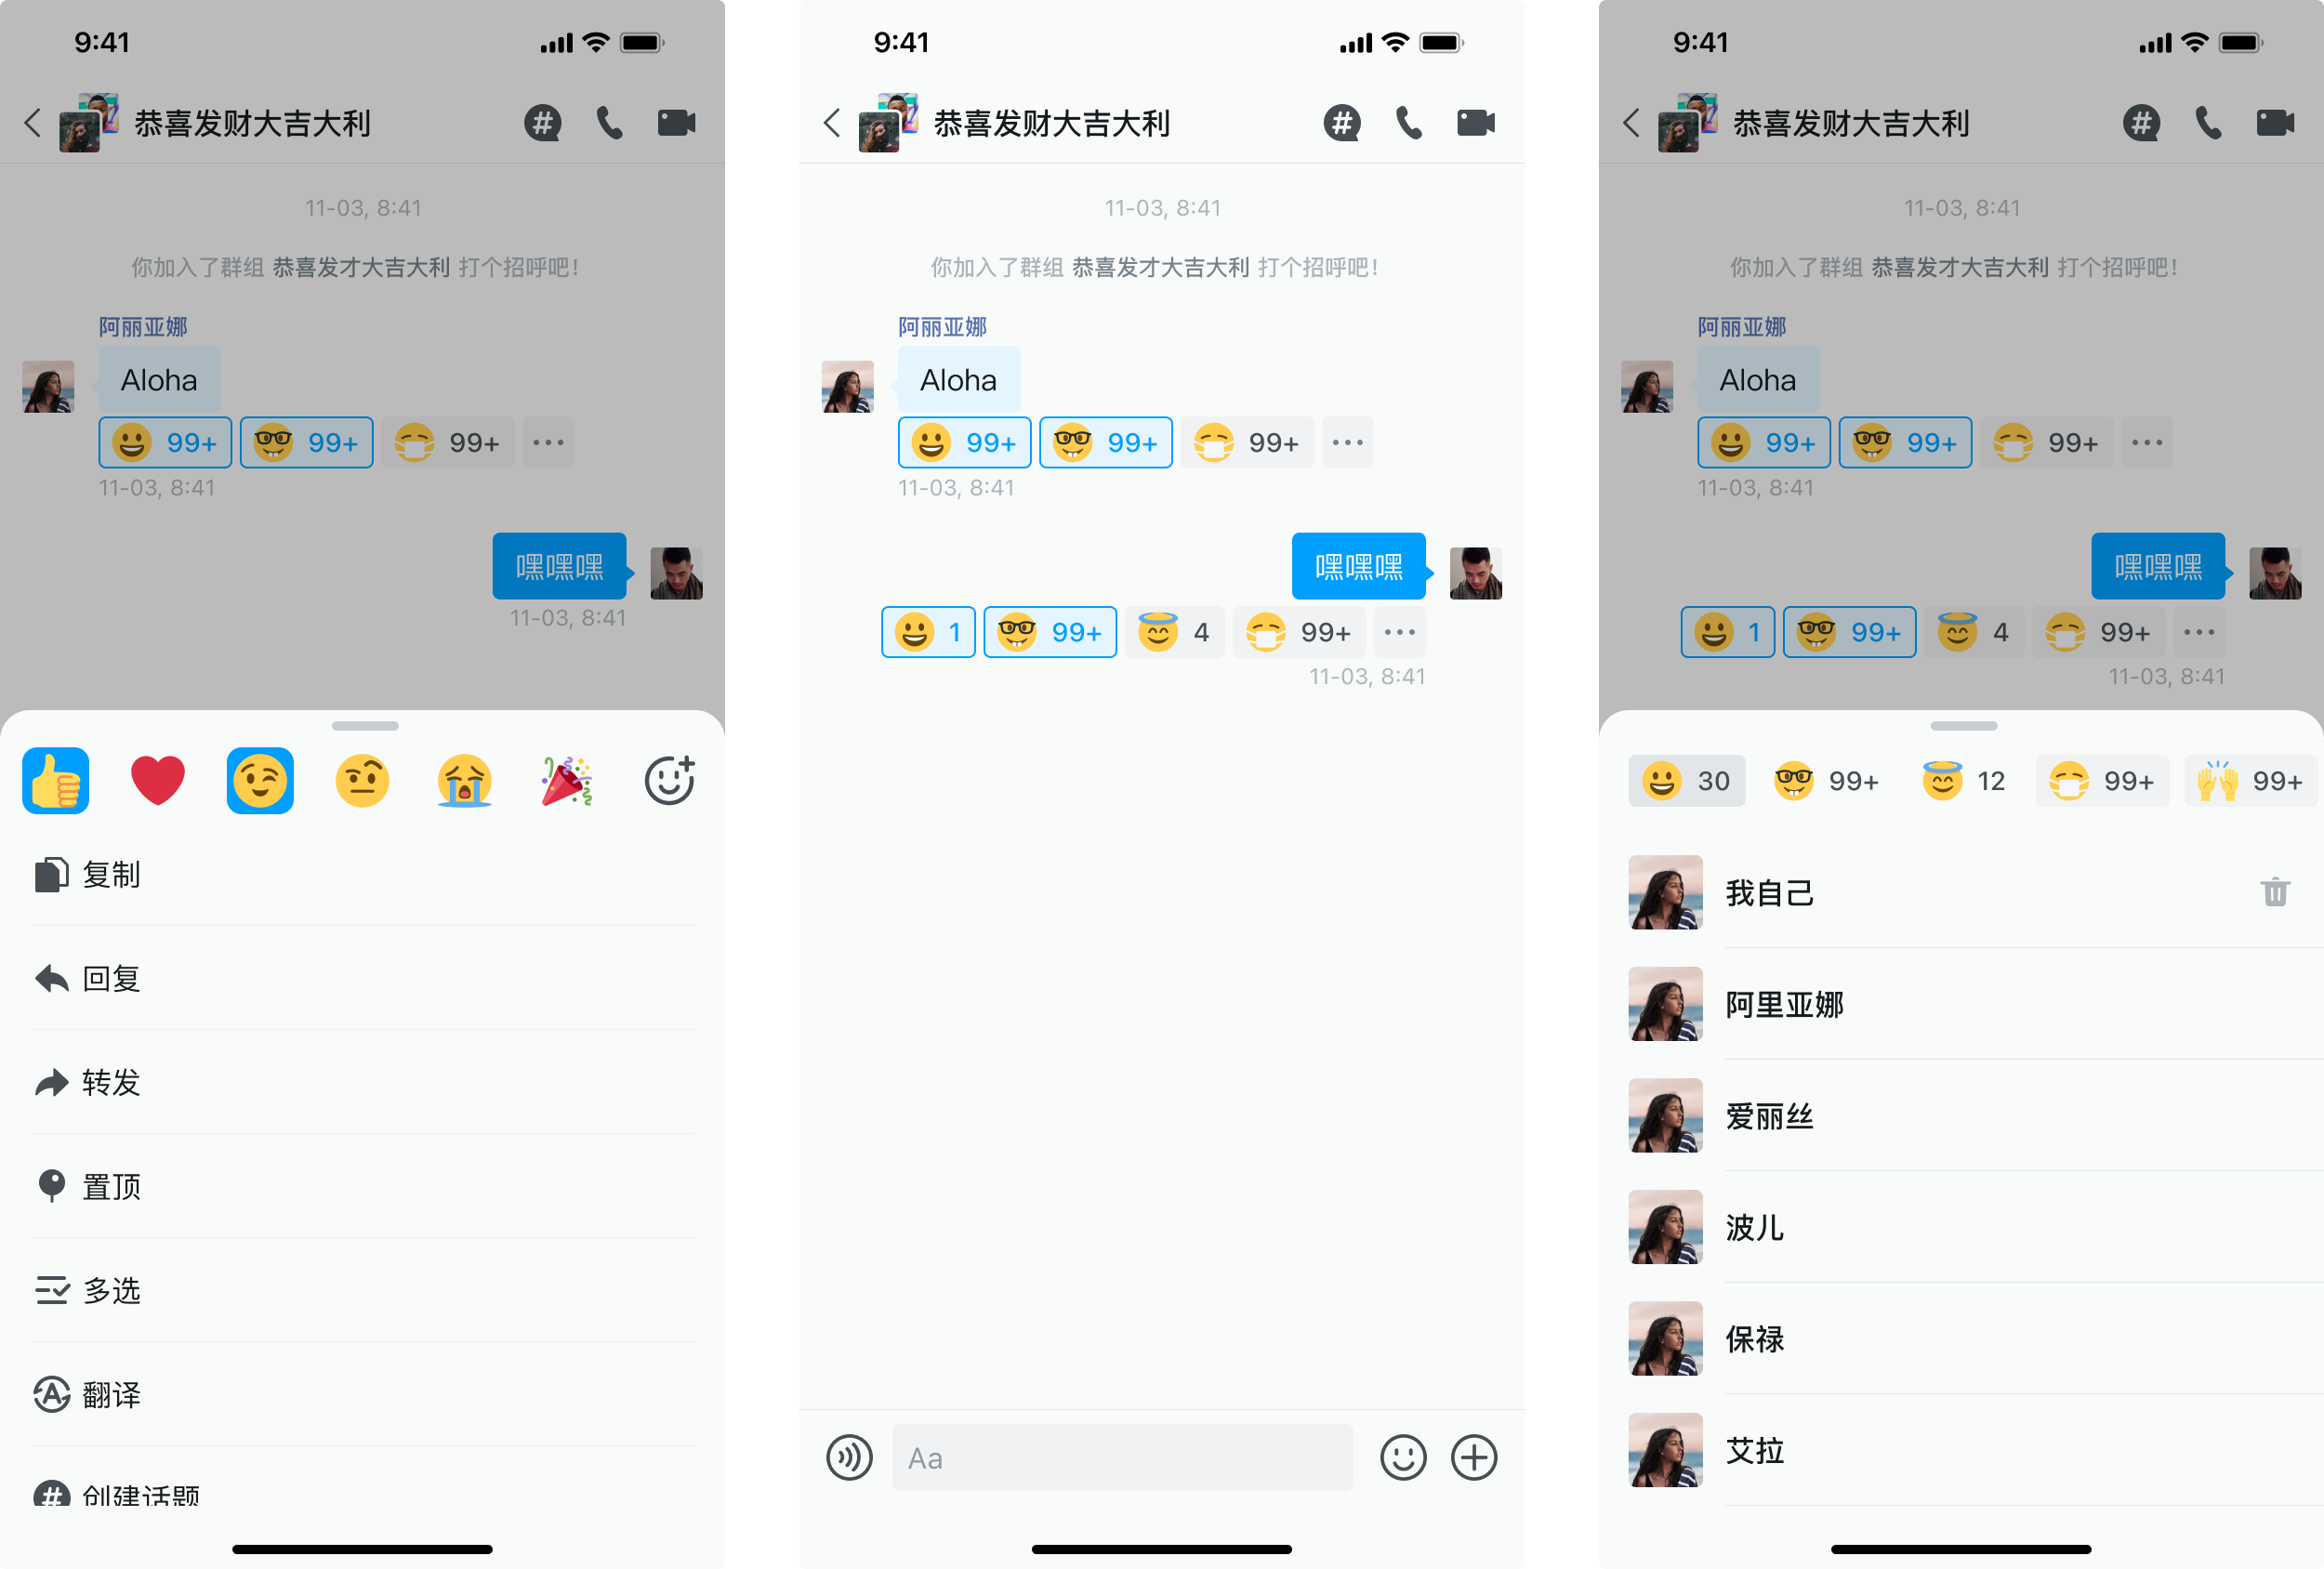 9:41
恭喜发财大吉大利
11-03, 8:41
你加入了群组 恭喜发才大吉大利 打个招呼吧!
阿丽亚娜
Aloha
99+ 99+ 99+
11-03, 8:41
嘿嘿嘿
11-03, 8:41
复制
回复
转发
置顶
多选
翻译
# 创建话题
9:41
恭喜发财大吉大利
11-03, 8:41
你加入了群组 恭喜发才大吉大利 打个招呼吧!
阿丽亚娜
Aloha
99+ 99+ 99+
11-03, 8:41
嘿嘿嘿
1 99+ 4 99+
11-03, 8:41
Aa
9:41
恭喜发财大吉大利
11-03, 8:41
你加入了群组 恭喜发才大吉大利 打个招呼吧!
阿丽亚娜
Aloha
99+ 99+ 99+
11-03, 8:41
嘿嘿嘿
1 99+ 4 99+
11-03, 8:41
30 99+ 12 99+ 99+
我自己
阿里亚娜
爱丽丝
波儿
保禄
艾拉